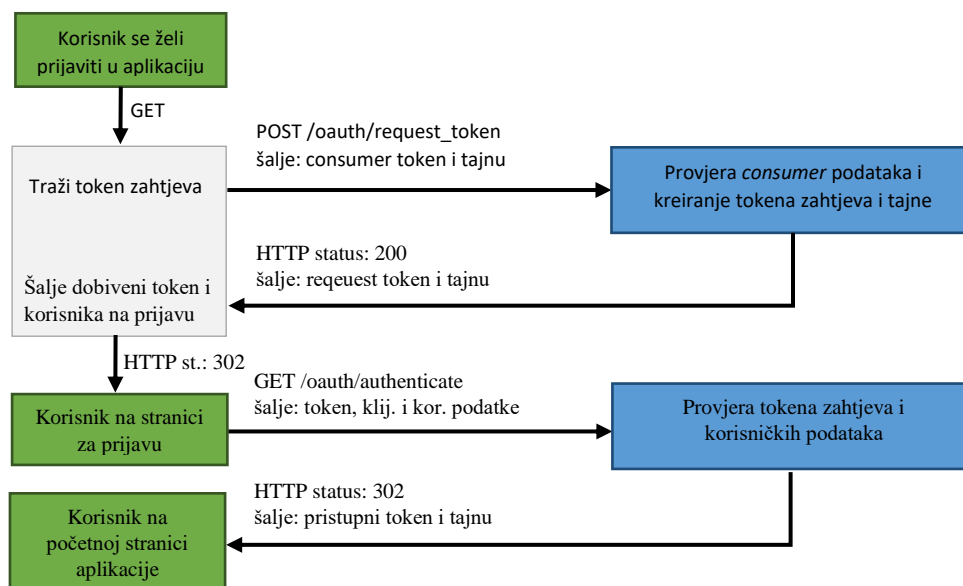 Korisnik se želi
prijaviti u aplikaciju
GET
POST /oauth/request_token
šalje: consumer token i tajnu
Traži token zahtjeva
Provjera consumer podataka i
kreiranje tokena zahtjeva i tajne
HTTP status: 200
šalje: reqeuest token i tajnu
Šalje dobiveni token i
korisnika na prijavu
HTTP st.: 302
GET /oauth/authenticate
šalje: token, klij. i kor. podatke
Korisnik na stranici
za prijavu
Provjera tokena zahtjeva i
korisničkih podataka
HTTP status: 302
šalje: pristupni token i tajnu
Korisnik na
početnoj stranici
aplikacije